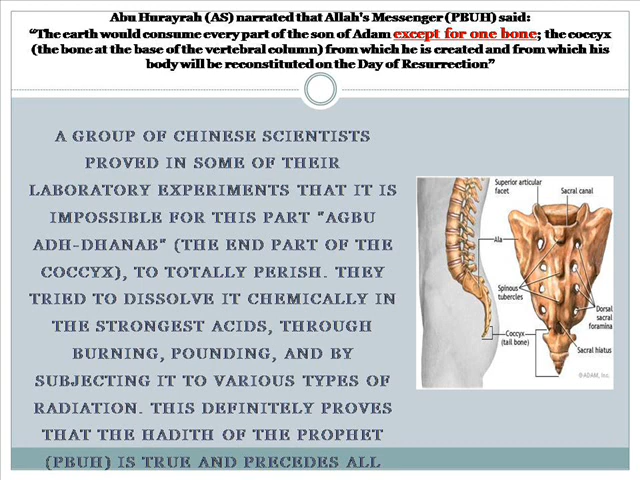 Abu Hurayrah (AS) narrated that Allah's Messenger (PBUH) said:
“The earth would consume every part of the son of Adam except for one bone; the coccyx
(the bone at the base of the vertebral column) from which he is created and from which his
body will be reconstituted on the Day of Resurrection”
A GROUP OF CHINESE SCIENTISTS
PROVED IN SOME OF THEIR
LABORATORY EXPERIMENTS THAT IT IS
IMPOSSIBLE FOR THIS PART "AGBU
ADH-DHANAB" (THE END PART OF THE
COCCYX), TO TOTALLY PERISH. THEY
TRIED TO DISSOLVE IT CHEMICALLY IN
THE STRONGEST ACIDS, THROUGH
BURNING, POUNDING, AND BY
SUBJECTING IT TO VARIOUS TYPES OF
RADIATION. THIS DEFINITELY PROVES
THAT THE HADITH OF THE PROPHET
(PBUH) IS TRUE AND PRECEDES ALL
Superior articular
facet
Sacral canal
Ala
Spinous
tubercles
Dorsal
sacral
foramina
Coccyx
(tail bone)
Sacral hiatus
©ADAM, Inc.